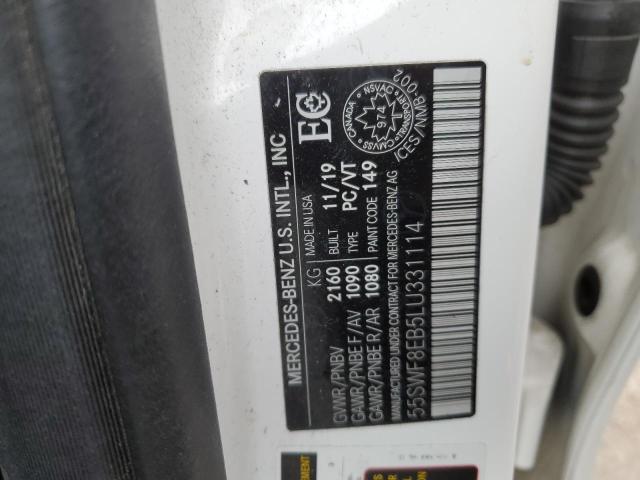 MERCEDES-BENZ U.S. INTL., INC
KG MADE IN USA
GVWR/PNBV 2160 BUILT 11/19
GAWR/PNBE F/AV 1090 TYPE PC/VT
GAWR/PNBE R/AR 1080 PAINT CODE 149
MANUFACTURED UNDER CONTRACT FOR MERCEDES-BENZ AG
55SWF8EB5LU331114
EC
CANADA NSVAC
974
CMVSS TRANSPORT
ICES/NMB-002